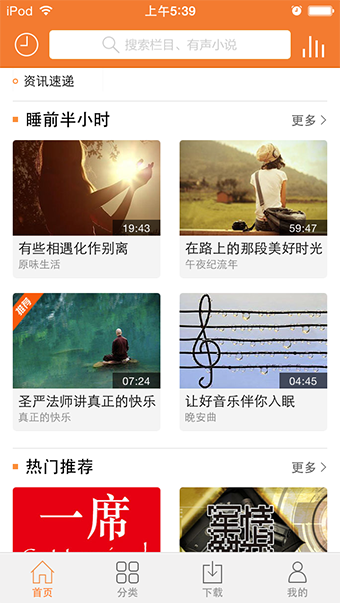 iPod 上午5:39
搜索栏目、有声小说
资讯速递
睡前半小时 更多
19:43 59:47
有些相遇化作别离 在路上的那段美好时光
原味生活 午夜纪流年
推荐
07:24 04:45
圣严法师讲真正的快乐 让好音乐伴你入眠
真正的快乐 晚安曲
热门推荐 更多
一席
首页 分类 下载 我的